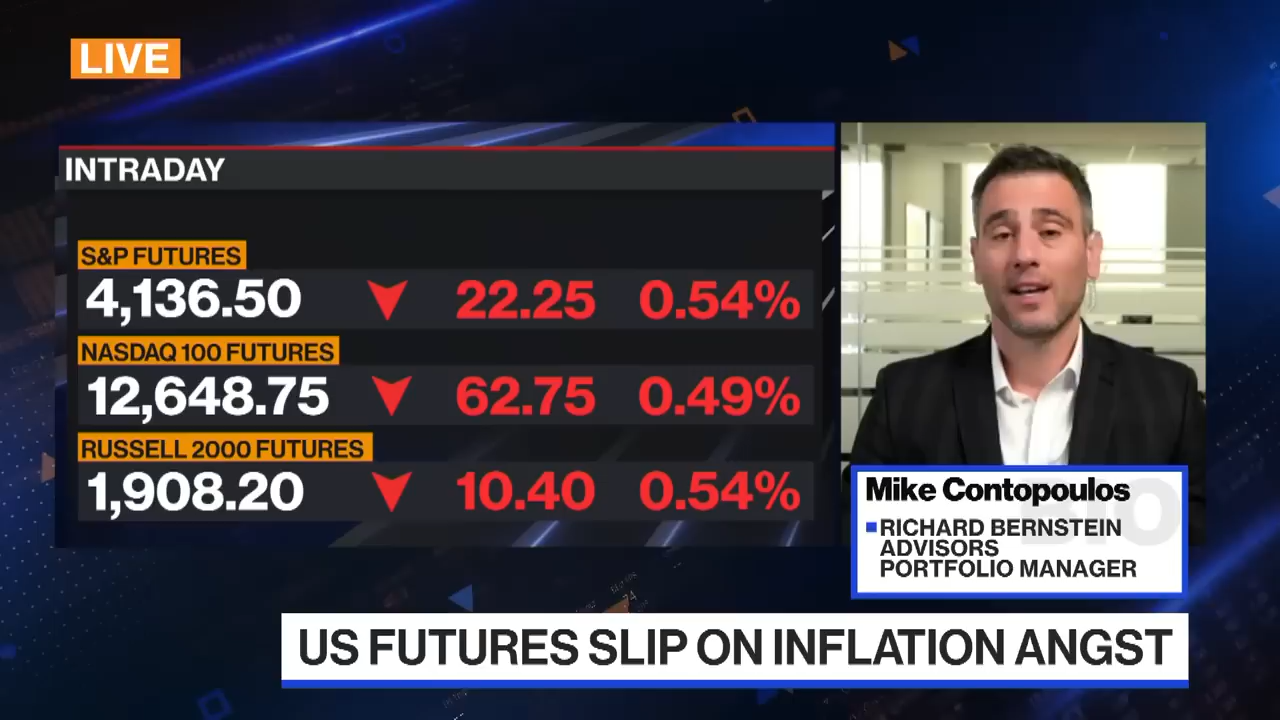 LIVE
INTRADAY
S&P FUTURES
4,136.50 22.25 0.54%
NASDAQ 100 FUTURES
12,648.75 62.75 0.49%
RUSSELL 2000 FUTURES
1,908.20 10.40 0.54%
Mike Contopoulos
BIO
RICHARD BERNSTEIN
ADVISORS
PORTFOLIO MANAGER
US FUTURES SLIP ON INFLATION ANGST